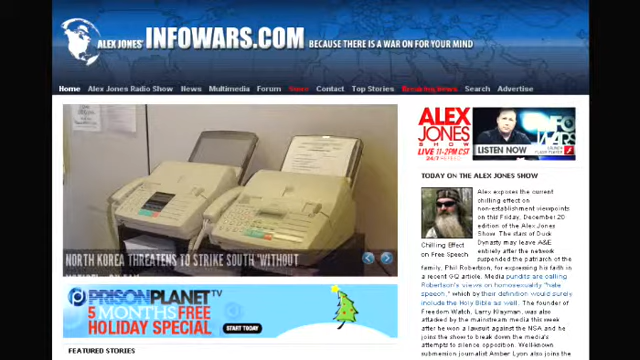 ALEX JONES' INFOWARS.COM BECAUSE THERE IS A WAR ON FOR YOUR MIND
Home Alex Jones Radio Show News Multimedia Forum Store Contact Top Stories Breaking News Search Advertise
ALEX
JONES
SHOW
LIVE 11-2PM CST
LISTEN NOW
TODAY ON THE ALEX JONES SHOW
Alex exposes the current
chilling effect on
non-establishment viewpoints
on this Friday, December 20
edition of the Alex Jones
Show. The stars of Duck
Dynasty may leave A&E
entirely after the network
suspended the patriarch of the
family, Phil Robertson, for expressing his faith in
a recent GQ article. Media pundits are calling
Robertson's views on homosexuality "hate
speech," which by their definition would surely
include the Holy Bible as well. The founder of
Freedom Watch, Larry Klayman, was also
attacked by the mainstream media this week
after he won a lawsuit against the NSA and he
joins the show to break down the media's
attempts to silence opposition. Well-known
submersion journalist Amber Lyon also joins the
Chilling Effect
on Free Speech
NORTH KOREA THREATENS TO STRIKE SOUTH 'WITHOUT
PRISONPLANET TV
5 MONTHS FREE
HOLIDAY SPECIAL
START TODAY
FEATURED STORIES